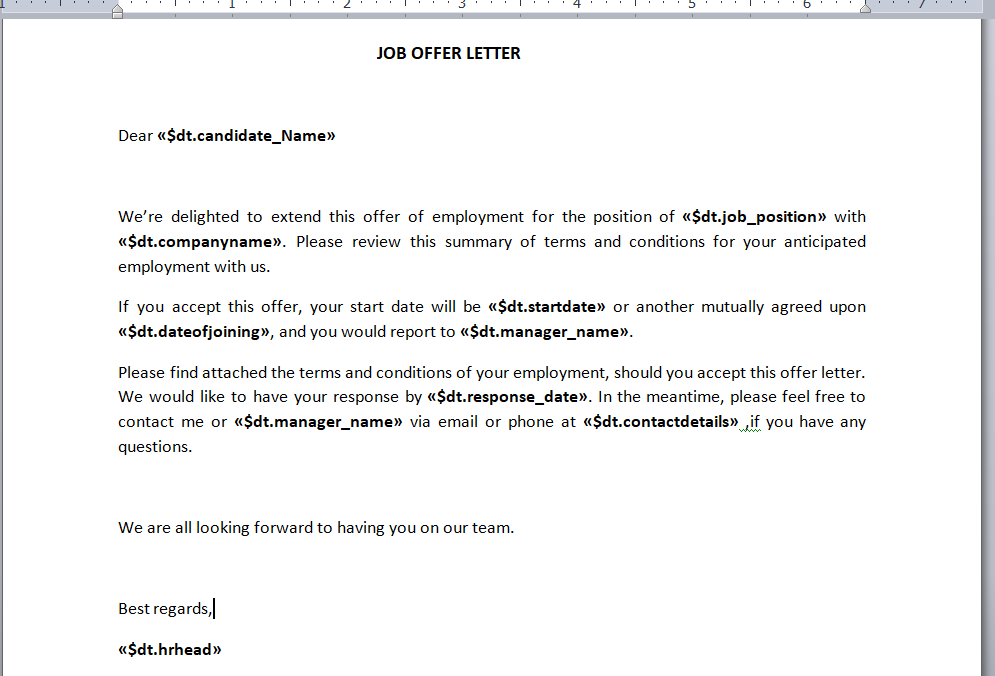 1 1 2 3 4 5 6 7
JOB OFFER LETTER
Dear «$dt.candidate_Name»
We’re delighted to extend this offer of employment for the position of «$dt.job_position» with
«$dt.companyname». Please review this summary of terms and conditions for your anticipated
employment with us.
If you accept this offer, your start date will be «$dt.startdate» or another mutually agreed upon
«$dt.dateofjoining», and you would report to «$dt.manager_name».
Please find attached the terms and conditions of your employment, should you accept this offer letter.
We would like to have your response by «$dt.response_date». In the meantime, please feel free to
contact me or «$dt.manager_name» via email or phone at «$dt.contactdetails» ,if you have any
questions.
We are all looking forward to having you on our team.
Best regards,
«$dt.hrhead»